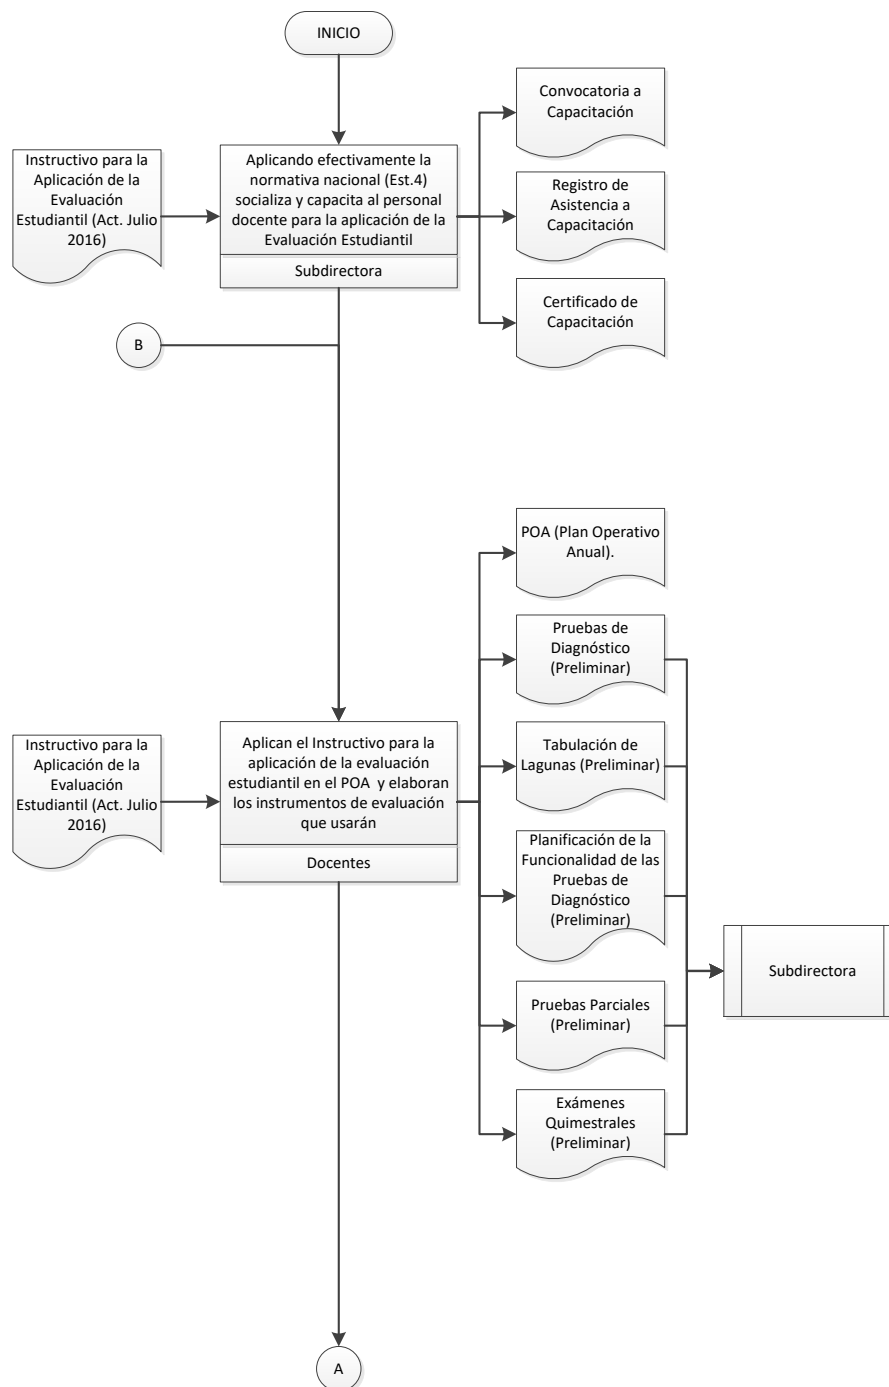 INICIO
Instructivo para la
Aplicación de la
Evaluación
Estudiantil (Act. Julio
2016)
Aplicando efectivamente la
normativa nacional (Est.4)
socializa y capacita al personal
docente para la aplicación de la
Evaluación Estudiantil
Subdirectora
Convocatoria a
Capacitación
Registro de
Asistencia a
Capacitación
Certificado de
Capacitación
B
Instructivo para la
Aplicación de la
Evaluación
Estudiantil (Act. Julio
2016)
Aplican el Instructivo para la
aplicación de la evaluación
estudiantil en el POA y elaboran
los instrumentos de evaluación
que usarán
Docentes
POA (Plan Operativo
Anual).
Pruebas de
Diagnóstico
(Preliminar)
Tabulación de
Lagunas (Preliminar)
Planificación de la
Funcionalidad de las
Pruebas de
Diagnóstico
(Preliminar)
Pruebas Parciales
(Preliminar)
Exámenes
Quimestrales
(Preliminar)
Subdirectora
A